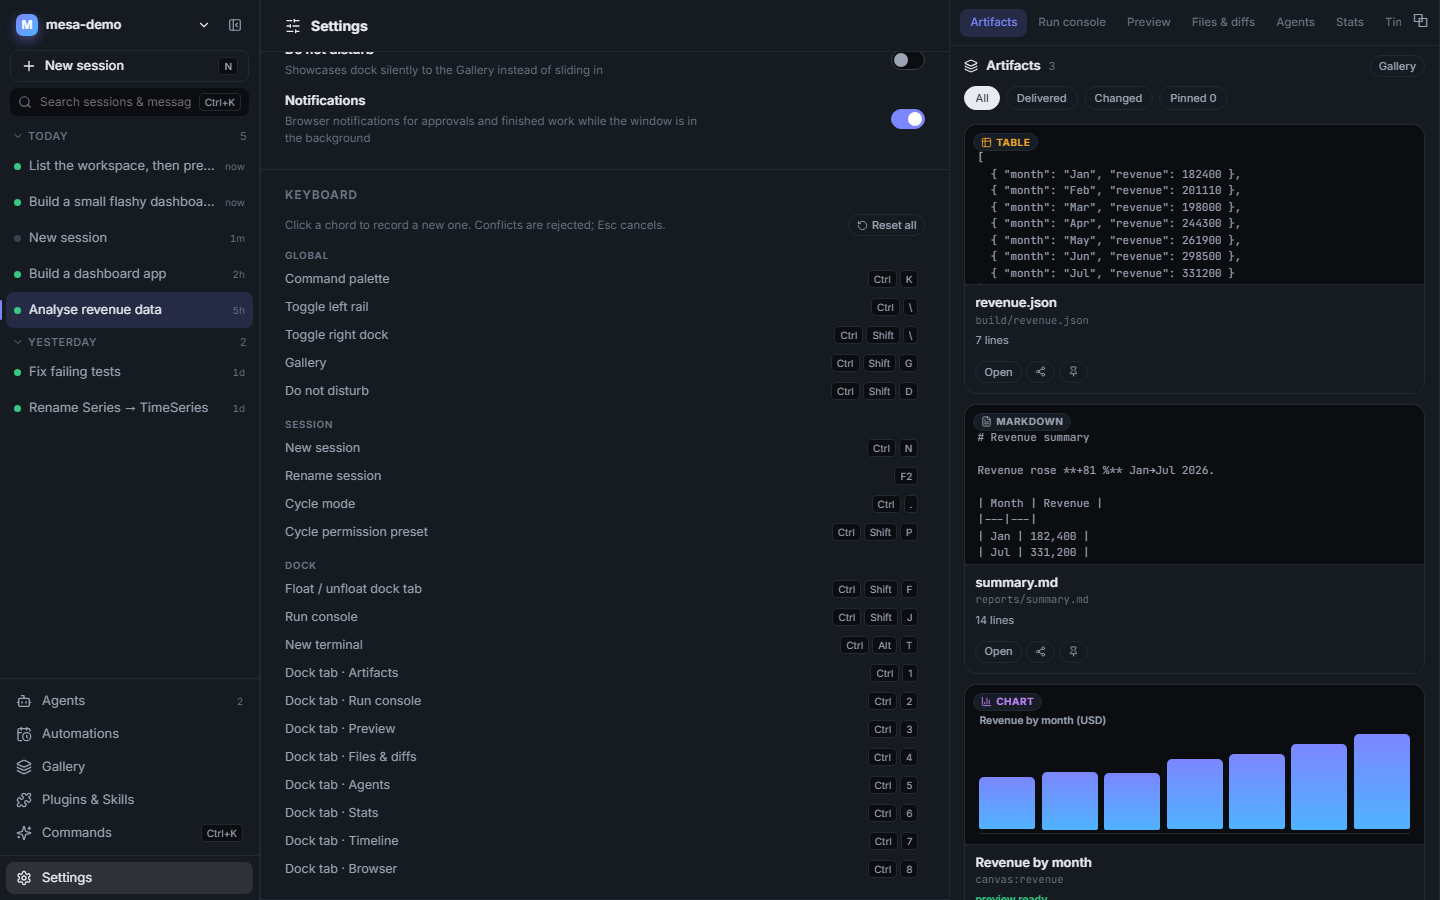 M mesa-demo
New session N
Search sessions & messag Ctrl+K
TODAY 5
List the workspace, then pre... now
Build a small flashy dashboa... now
New session 1m
Build a dashboard app 2h
Analyse revenue data 5h
YESTERDAY 2
Fix failing tests 1d
Rename Series → TimeSeries 1d
Agents 2
Automations
Gallery
Plugins & Skills
Commands Ctrl+K
Settings
Settings
Do not disturb
Showcases dock silently to the Gallery instead of sliding in
Notifications
Browser notifications for approvals and finished work while the window is in
the background
KEYBOARD
Click a chord to record a new one. Conflicts are rejected; Esc cancels. Reset all
GLOBAL
Command palette Ctrl K
Toggle left rail Ctrl \
Toggle right dock Ctrl Shift \
Gallery Ctrl Shift G
Do not disturb Ctrl Shift D
SESSION
New session Ctrl N
Rename session F2
Cycle mode Ctrl .
Cycle permission preset Ctrl Shift P
DOCK
Float / unfloat dock tab Ctrl Shift F
Run console Ctrl Shift J
New terminal Ctrl Alt T
Dock tab · Artifacts Ctrl 1
Dock tab · Run console Ctrl 2
Dock tab · Preview Ctrl 3
Dock tab · Files & diffs Ctrl 4
Dock tab · Agents Ctrl 5
Dock tab · Stats Ctrl 6
Dock tab · Timeline Ctrl 7
Dock tab · Browser Ctrl 8
Artifacts Run console Preview Files & diffs Agents Stats Tim
Artifacts 3 Gallery
All Delivered Changed Pinned 0
TABLE
[
{ "month": "Jan", "revenue": 182400 },
{ "month": "Feb", "revenue": 201110 },
{ "month": "Mar", "revenue": 198000 },
{ "month": "Apr", "revenue": 244300 },
{ "month": "May", "revenue": 261900 },
{ "month": "Jun", "revenue": 298500 },
{ "month": "Jul", "revenue": 331200 }
revenue.json
build/revenue.json
7 lines
Open
MARKDOWN
# Revenue summary
Revenue rose **+81 %** Jan→Jul 2026.
| Month | Revenue |
|---|---|
| Jan | 182,400 |
| Jul | 331,200 |
summary.md
reports/summary.md
14 lines
Open
CHART
Revenue by month (USD)
Revenue by month
canvas:revenue
preview ready